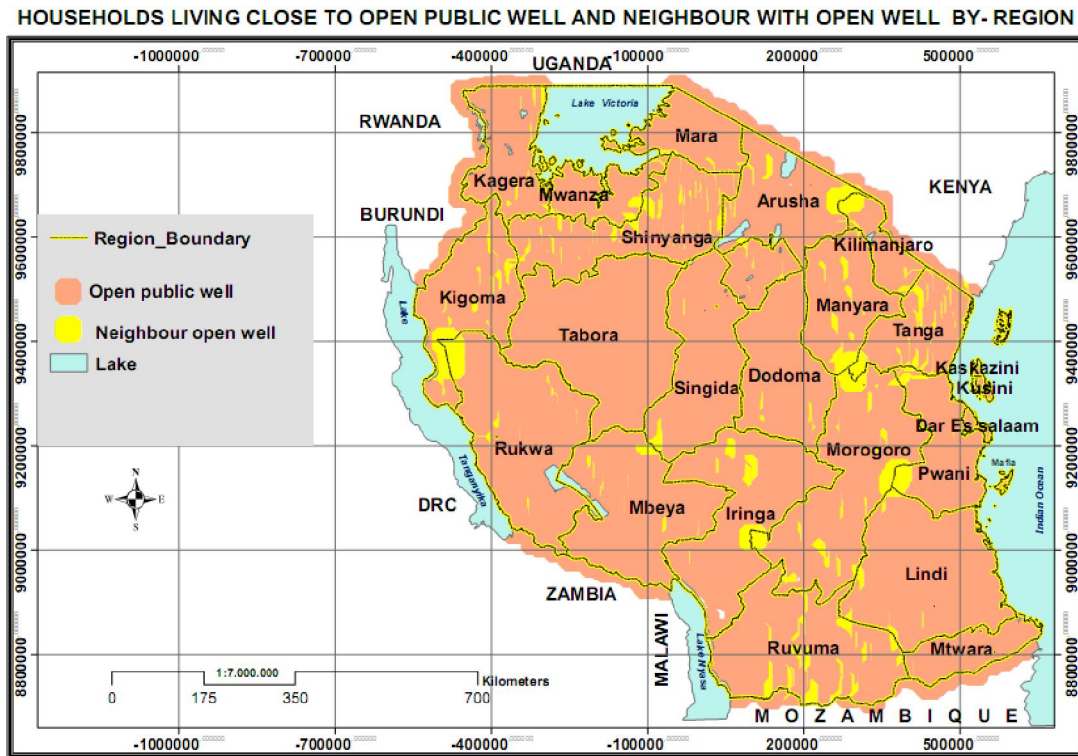 HOUSEHOLDS LIVING CLOSE TO OPEN PUBLIC WELL AND NEIGHBOUR WITH OPEN WELL BY- REGION
-1000000 -700000 -400000 -100000 200000 500000
UGANDA
Lake Victoria
RWANDA
Mara
9800000 9800000
Kagera
KENYA
Mwanza
Arusha
BURUNDI
Region_Boundary
Shinyanga
Kilimanjaro
9600000 9600000
Open public well
Kigoma
Manyara
Neighbour open well
Tabora
Tanga
Lake
Lake
9400000 9400000
Kaskazini
Dodoma
Singida
Kusini
Dar Es salaam
Rukwa
Morogoro
9200000 9200000
Tanganyika
Mafia
Pwani
N
W E
S
DRC
Mbeya
Iringa
Indian Ocean
9000000 9000000
Lindi
ZAMBIA
MALAWI
Lake Nyasa
Ruvuma
Mtwara
8800000 8800000
1:7.000.000
Kilometers
0 175 350 700
M O Z A M B I Q U E
-1000000 -700000 -400000 -100000 200000 500000